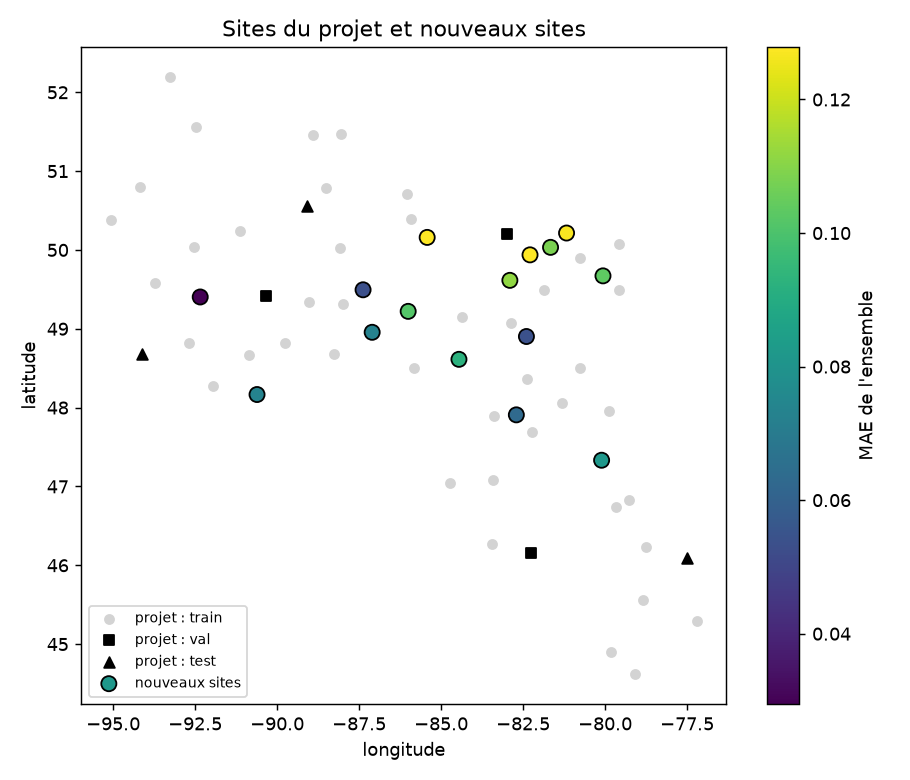 Sites du projet et nouveaux sites
52
51
50
49
48
47
46
45
latitude
−95.0 −92.5 −90.0 −87.5 −85.0 −82.5 −80.0 −77.5
longitude
projet : train
projet : val
projet : test
nouveaux sites
0.12
0.10
0.08
0.06
0.04
MAE de l'ensemble